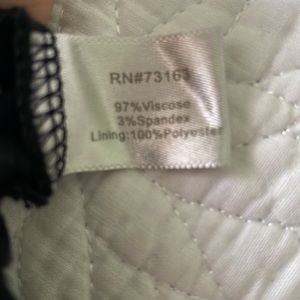 RN#73163
97%Viscose
3%Spandex
Lining:100%Polyester